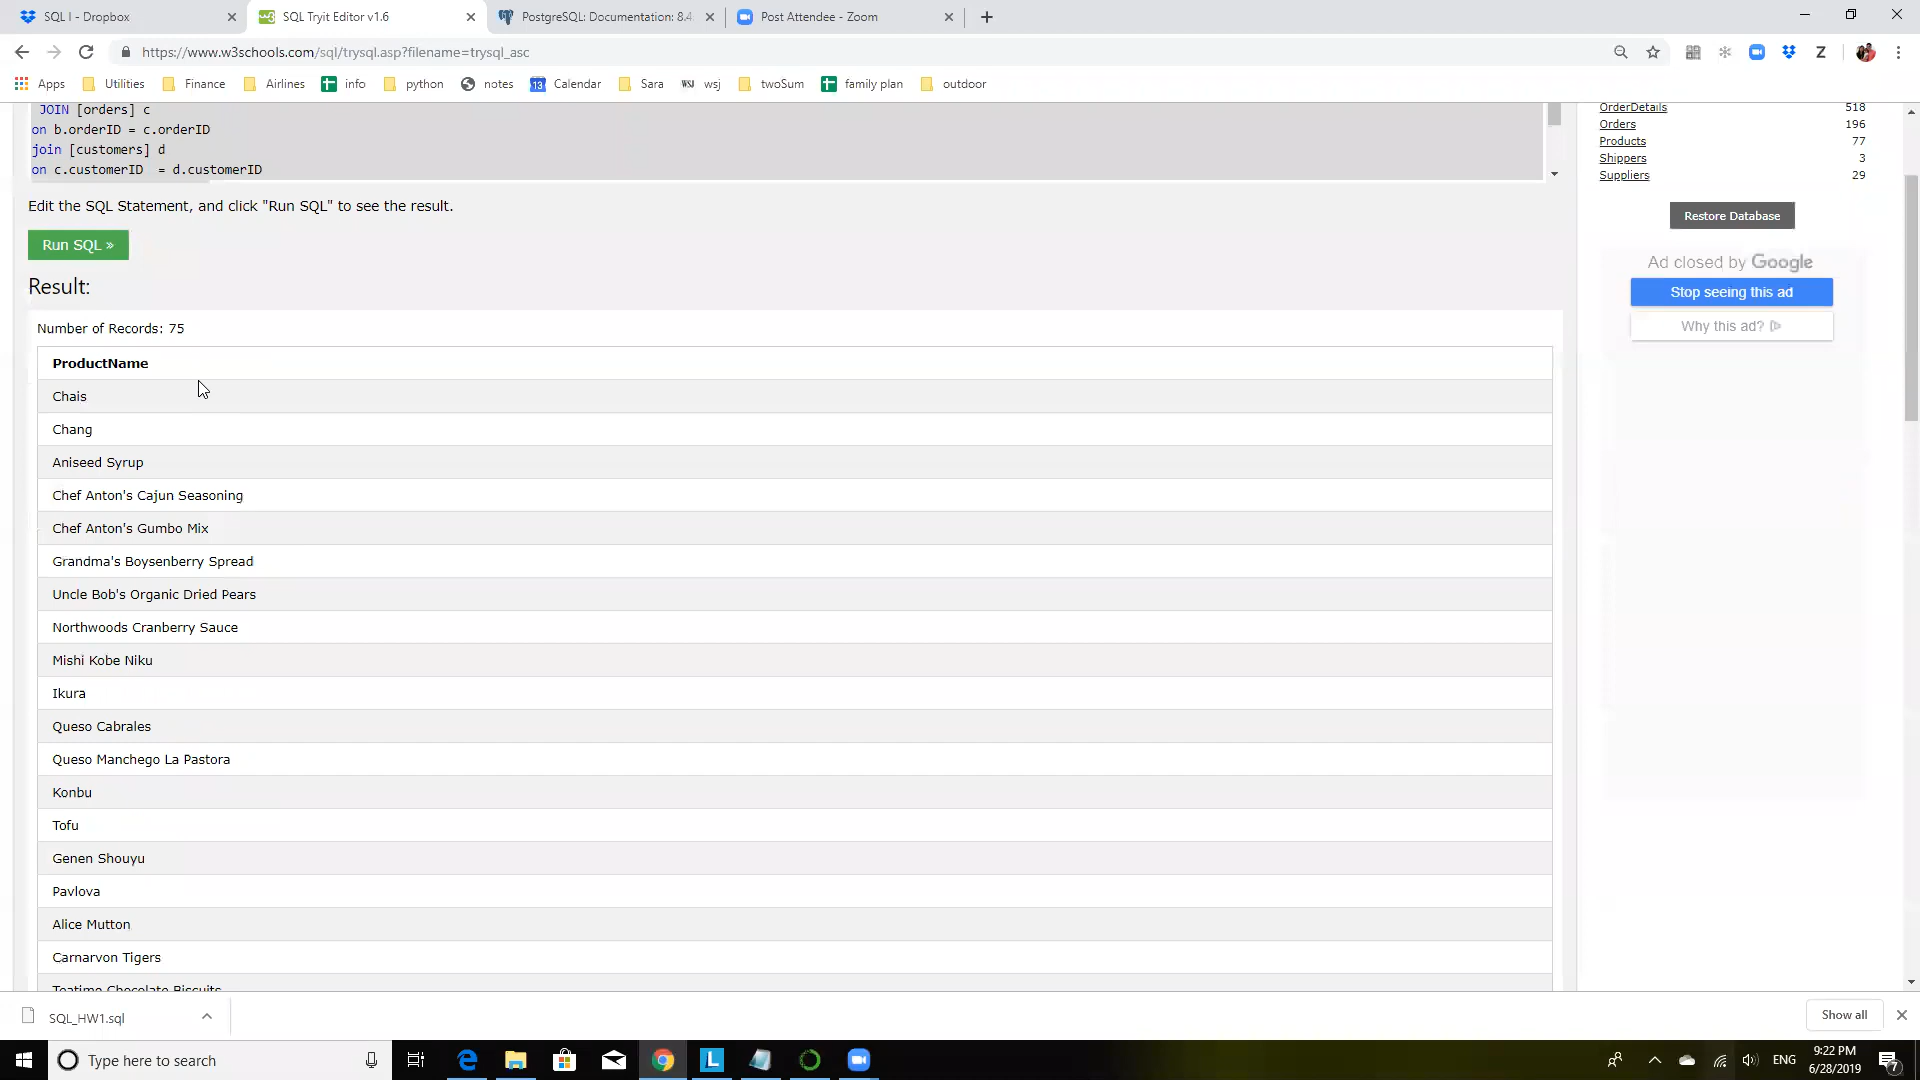 SQL I - Dropbox
SQL Tryit Editor v1.6
PostgreSQL: Documentation: 8.4
Post Attendee - Zoom
https://www.w3schools.com/sql/trysql.asp?filename=trysql_asc
Apps
Utilities
Finance
Airlines
info
python
notes
13
Calendar
Sara
WSJ
wsj
twoSum
family plan
outdoor
JOIN [orders] c
on b.orderID = c.orderID
join [customers] d
on c.customerID  = d.customerID
Edit the SQL Statement, and click "Run SQL" to see the result.
Run SQL »
Result:
Number of Records: 75
ProductName
Chais
Chang
Aniseed Syrup
Chef Anton's Cajun Seasoning
Chef Anton's Gumbo Mix
Grandma's Boysenberry Spread
Uncle Bob's Organic Dried Pears
Northwoods Cranberry Sauce
Mishi Kobe Niku
Ikura
Queso Cabrales
Queso Manchego La Pastora
Konbu
Tofu
Genen Shouyu
Pavlova
Alice Mutton
Carnarvon Tigers
Teatime Chocolate Biscuits
OrderDetails 518
Orders 196
Products 77
Shippers 3
Suppliers 29
Restore Database
Ad closed by Google
Stop seeing this ad
Why this ad?
SQL_HW1.sql
Show all
Type here to search
ENG
9:22 PM
6/28/2019
7